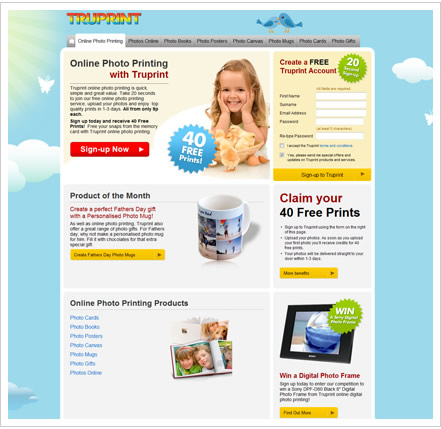 TRUPRINT
Online Photo Printing
Photos Online
Photo Books
Photo Posters
Photo Canvas
Photo Mugs
Photo Cards
Photo Gifts
Online Photo Printing
with Truprint
Truprint online photo printing is quick,
simple and great value. Take 20 seconds
to join our free online photo printing
service, upload your photos and enjoy top
quality prints in 1-3 days. All from only 5p
each.
Sign up today and receive 40 Free
Prints! Free your snaps from the memory
card with Truprint online photo printing
Sign-up Now
40
FREE
Prints!
Create a FREE
Truprint Account
20
Second
Sign-up
All fields are required.
First Name
Surname
Email Address
Password
(at least 5 characters)
Re-type Password
I accept the Truprint terms and conditions.
Yes, please send me special offers and
updates on Truprint products and services.
Sign-up to Truprint
Product of the Month
Create a perfect Fathers Day gift
with a Personalised Photo Mug!
As well as online photo printing, Truprint also
offer a great range of photo gifts. For Fathers
day, why not make a personalised photo mug
for him. Fill it with chocolates for that extra
special gift.
Create Fathers Day Photo Mugs
Claim your
40 Free Prints
Sign up to Truprint using the form on the right
of this page.
Upload your photos. As soon as you upload
your first photo you'll receive credits for 40
free prints.
Your photos will be delivered straight to your
door within 1-3 days.
More benefits
Online Photo Printing Products
Photo Cards
Photo Books
Photo Posters
Photo Canvas
Photo Mugs
Photo Gifts
Photos Online
WIN
A Sony Digital
Photo Frame
Win a Digital Photo Frame
Sign up today to enter our competition to
win a Sony DPF-D80 Black 8" Digital
Photo Frame from Truprint online digital
photo printing!
Find Out More